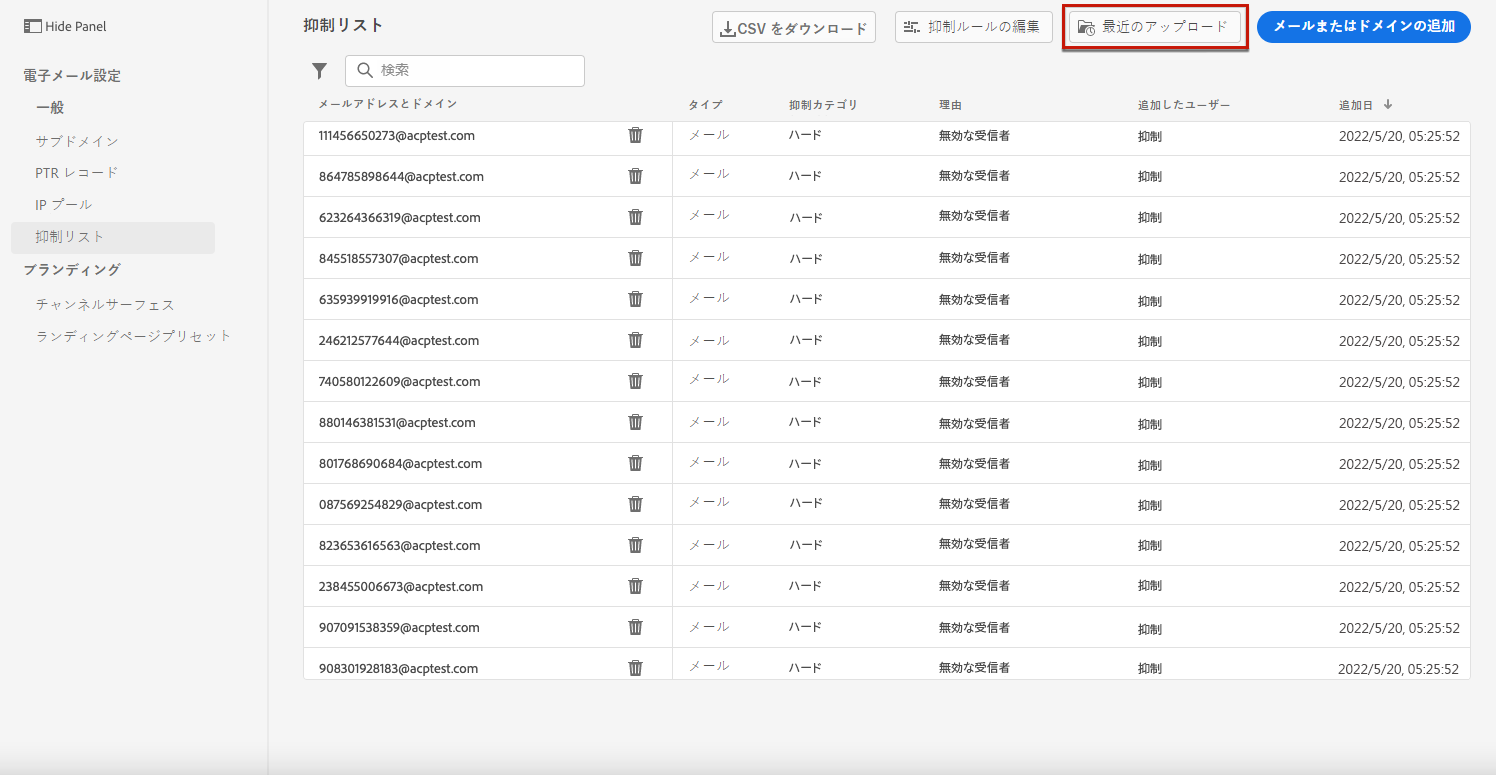 Hide Panel
電子メール設定
一般
サブドメイン
PTR レコード
IP プール
抑制リスト
ブランディング
チャンネルサーフェス
ランディングページプリセット
抑制リスト
CSV をダウンロード
抑制ルールの編集
最近のアップロード
メールまたはドメインの追加
検索
メールアドレスとドメイン タイプ 抑制カテゴリ 理由 追加したユーザー 追加日
111456650273@acptest.com メール ハード 無効な受信者 抑制 2022/5/20, 05:25:52
864785898644@acptest.com メール ハード 無効な受信者 抑制 2022/5/20, 05:25:52
623264366319@acptest.com メール ハード 無効な受信者 抑制 2022/5/20, 05:25:52
845518557307@acptest.com メール ハード 無効な受信者 抑制 2022/5/20, 05:25:52
635939919916@acptest.com メール ハード 無効な受信者 抑制 2022/5/20, 05:25:52
246212577644@acptest.com メール ハード 無効な受信者 抑制 2022/5/20, 05:25:52
740580122609@acptest.com メール ハード 無効な受信者 抑制 2022/5/20, 05:25:52
880146381531@acptest.com メール ハード 無効な受信者 抑制 2022/5/20, 05:25:52
801768690684@acptest.com メール ハード 無効な受信者 抑制 2022/5/20, 05:25:52
087569254829@acptest.com メール ハード 無効な受信者 抑制 2022/5/20, 05:25:52
823653616563@acptest.com メール ハード 無効な受信者 抑制 2022/5/20, 05:25:52
238455006673@acptest.com メール ハード 無効な受信者 抑制 2022/5/20, 05:25:52
907091538359@acptest.com メール ハード 無効な受信者 抑制 2022/5/20, 05:25:52
908301928183@acptest.com メール ハード 無効な受信者 抑制 2022/5/20, 05:25:52